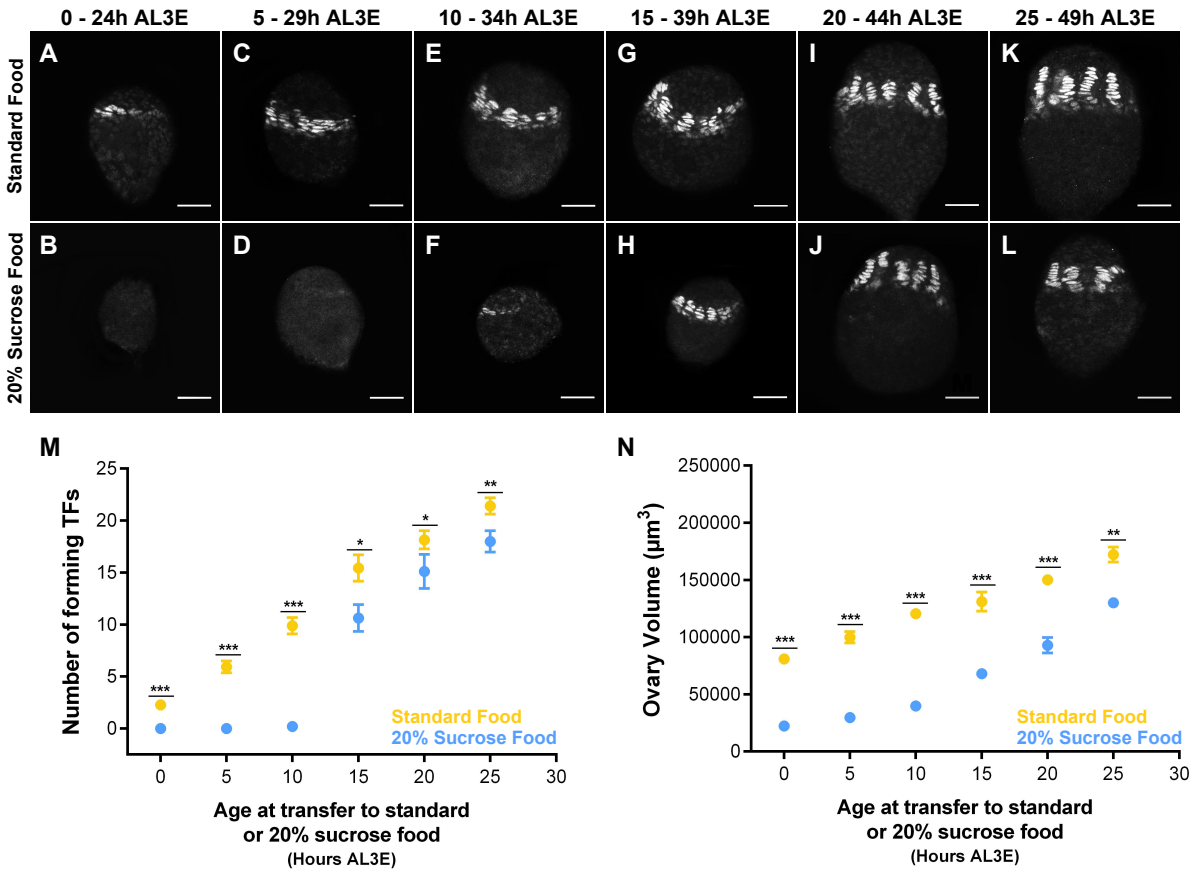 0 - 24h AL3E
5 - 29h AL3E
10 - 34h AL3E
15 - 39h AL3E
20 - 44h AL3E
25 - 49h AL3E
Standard Food
A
C
E
G
I
K
20% Sucrose Food
B
D
F
H
J
L
M
M
Number of forming TFs
25
20
15
10
5
0
***
***
***
*
*
**
Standard Food
20% Sucrose Food
0
5
10
15
20
25
30
Age at transfer to standard
or 20% sucrose food
(Hours AL3E)
N
Ovary Volume (µm³)
250000
200000
150000
100000
50000
0
***
***
***
***
***
**
Standard Food
20% Sucrose Food
0
5
10
15
20
25
30
Age at transfer to standard
or 20% sucrose food
(Hours AL3E)